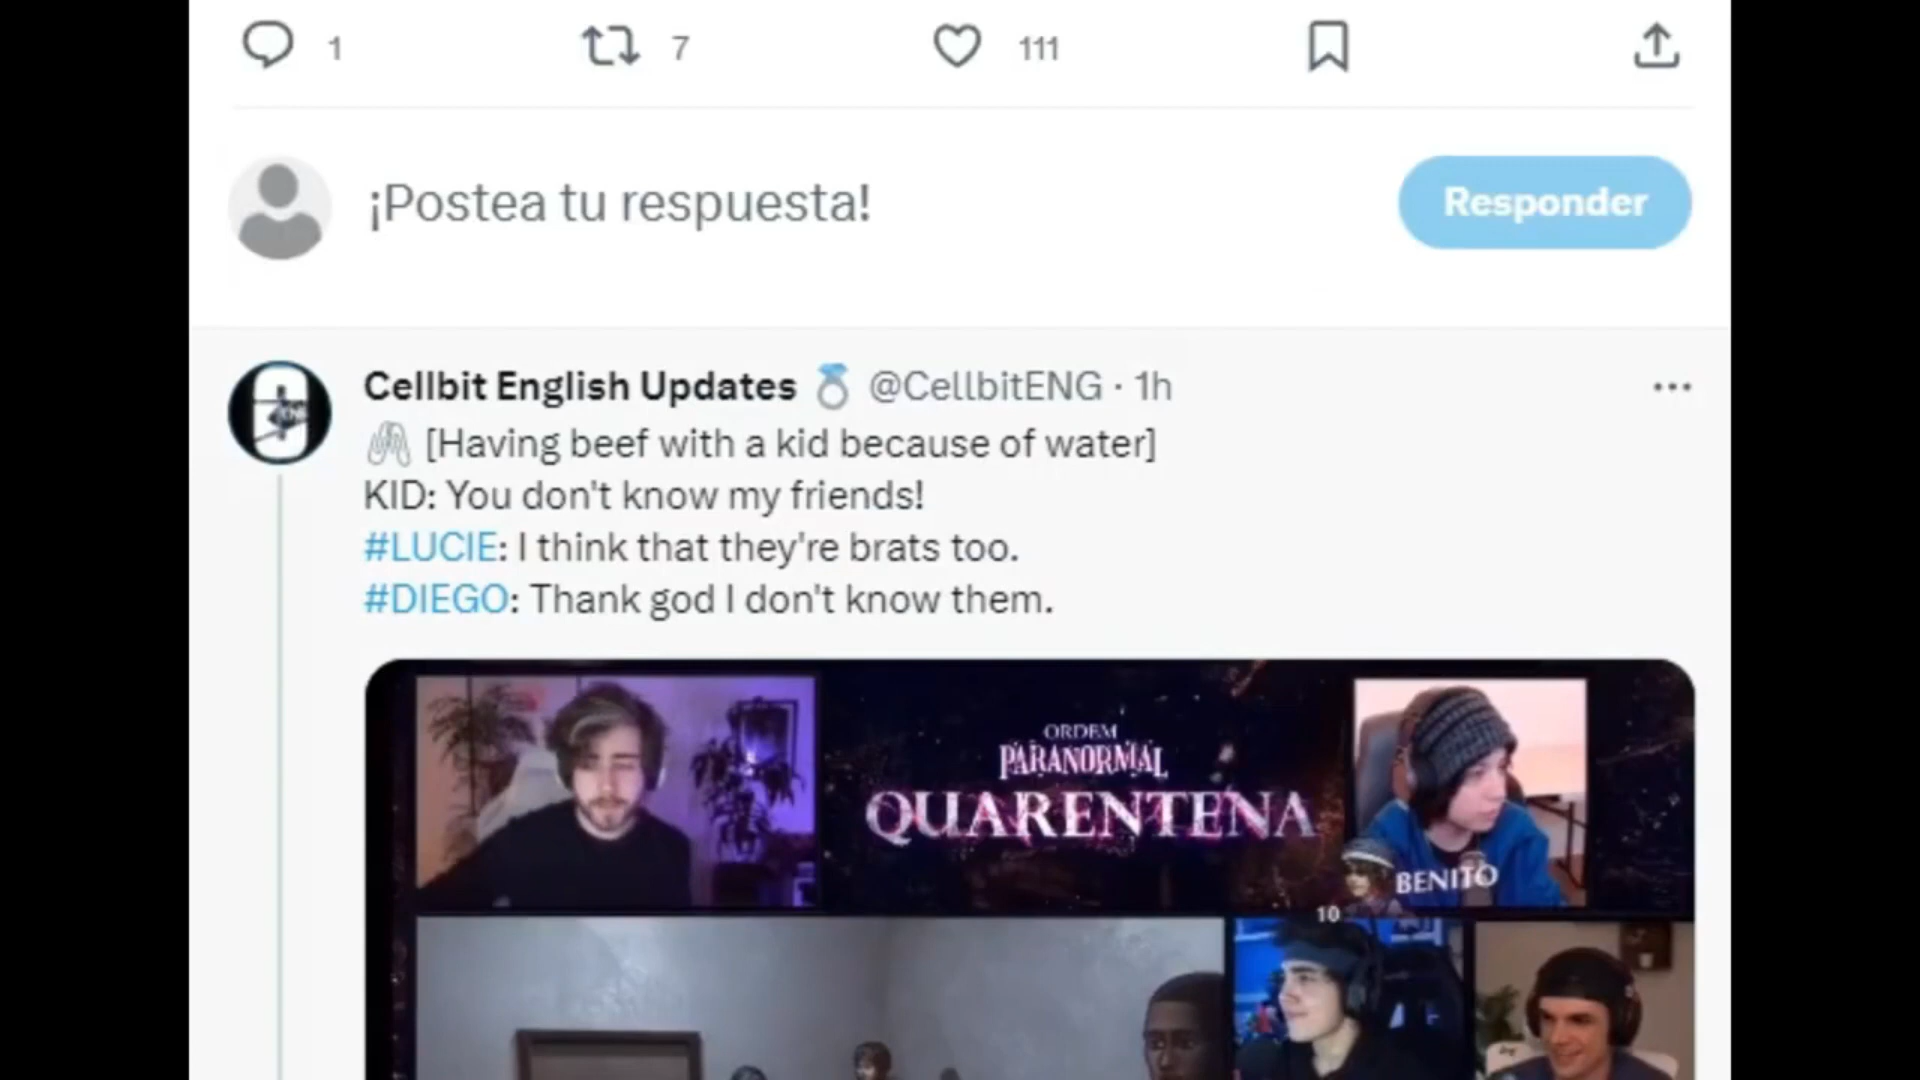 1 7 111
¡Postea tu respuesta!
Responder
Cellbit English Updates @CellbitENG · 1h
[Having beef with a kid because of water]
KID: You don't know my friends!
#LUCIE: I think that they're brats too.
#DIEGO: Thank god I don't know them.
ORDEM
PARANORMAL
QUARENTENA
BENITO
10